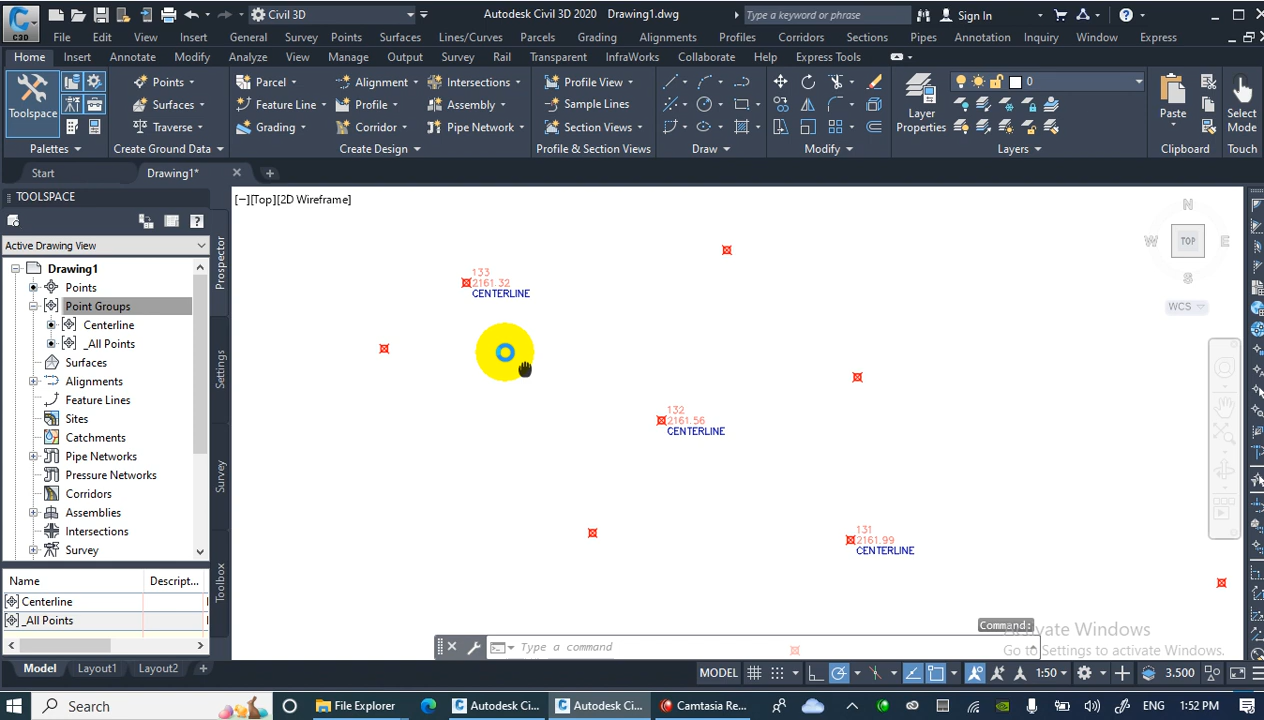 C3D
Civil 3D
Autodesk Civil 3D 2020 Drawing1.dwg
Type a keyword or phrase
Sign In
File Edit View Insert General Survey Points Surfaces Lines/Curves Parcels Grading Alignments Profiles Corridors Sections Pipes Annotation Inquiry Window Express
Home Insert Annotate Modify Analyze View Manage Output Survey Rail Transparent InfraWorks Collaborate Help Express Tools
Toolspace
Points
Surfaces
Traverse
Parcel
Feature Line
Grading
Alignment
Profile
Corridor
Intersections
Assembly
Pipe Network
Profile View
Sample Lines
Section Views
Layer Properties
0
Paste
Select Mode
Palettes
Create Ground Data
Create Design
Profile & Section Views
Draw
Modify
Layers
Clipboard
Touch
Start
Drawing1*
TOOLSPACE
Active Drawing View
Drawing1
Points
Point Groups
Centerline
_All Points
Surfaces
Alignments
Feature Lines
Sites
Catchments
Pipe Networks
Pressure Networks
Corridors
Assemblies
Intersections
Survey
Name Descript...
Centerline
_All Points
Prospector
Settings
Survey
Toolbox
[−][Top][2D Wireframe]
133
2161.32
CENTERLINE
132
2161.56
CENTERLINE
131
2161.99
CENTERLINE
N
W TOP E
S
WCS
Command:
Type a command
Activate Windows
Go to Settings to activate Windows.
Model Layout1 Layout2
MODEL
1:50
3.500
Search
File Explorer
Autodesk Ci...
Autodesk Ci...
Camtasia Re...
ENG
1:52 PM